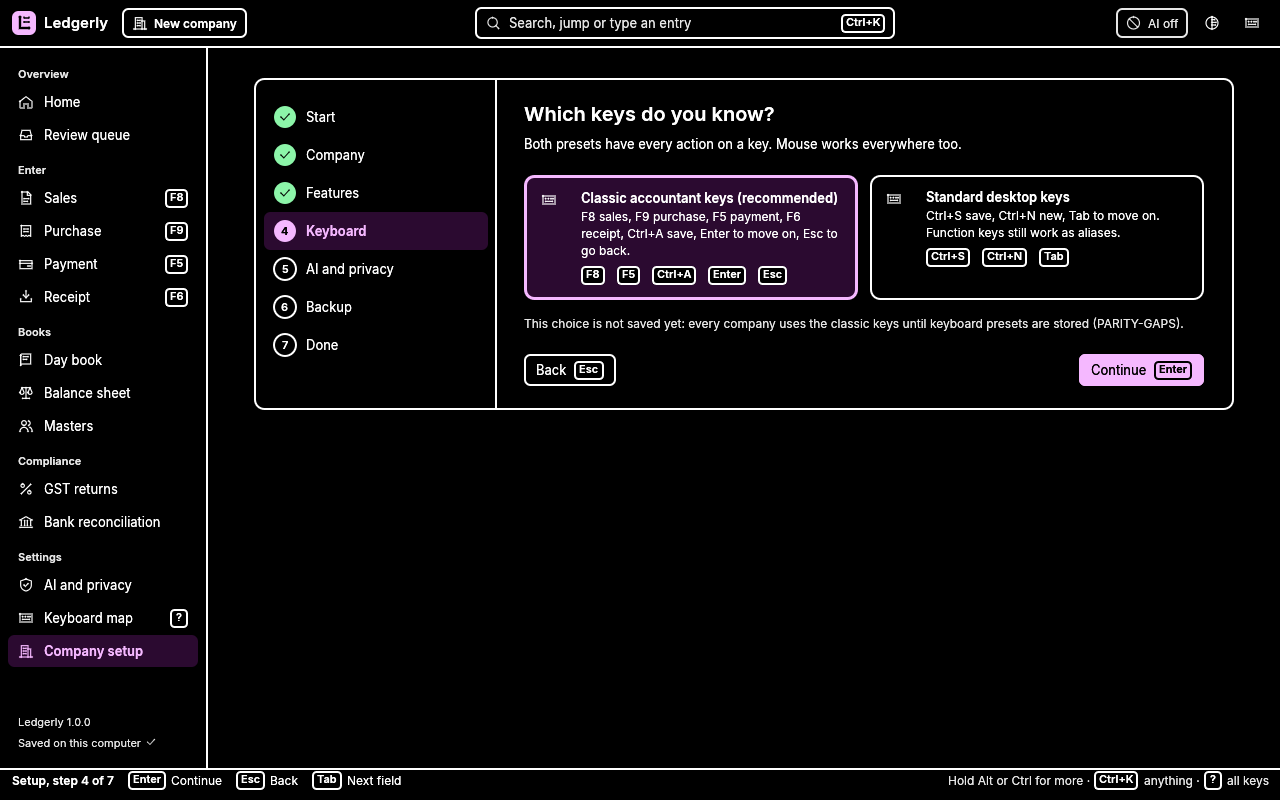 Ledgerly
New company
Search, jump or type an entry
Ctrl+K
AI off
Overview
Home
Review queue
Enter
Sales F8
Purchase F9
Payment F5
Receipt F6
Books
Day book
Balance sheet
Masters
Compliance
GST returns
Bank reconciliation
Settings
AI and privacy
Keyboard map ?
Company setup
Ledgerly 1.0.0
Saved on this computer
Start
Company
Features
4 Keyboard
5 AI and privacy
6 Backup
7 Done
Which keys do you know?
Both presets have every action on a key. Mouse works everywhere too.
Classic accountant keys (recommended)
F8 sales, F9 purchase, F5 payment, F6
receipt, Ctrl+A save, Enter to move on, Esc to
go back.
F8 F5 Ctrl+A Enter Esc
Standard desktop keys
Ctrl+S save, Ctrl+N new, Tab to move on.
Function keys still work as aliases.
Ctrl+S Ctrl+N Tab
This choice is not saved yet: every company uses the classic keys until keyboard presets are stored (PARITY-GAPS).
Back Esc
Continue Enter
Setup, step 4 of 7 Enter Continue Esc Back Tab Next field
Hold Alt or Ctrl for more · Ctrl+K anything · ? all keys